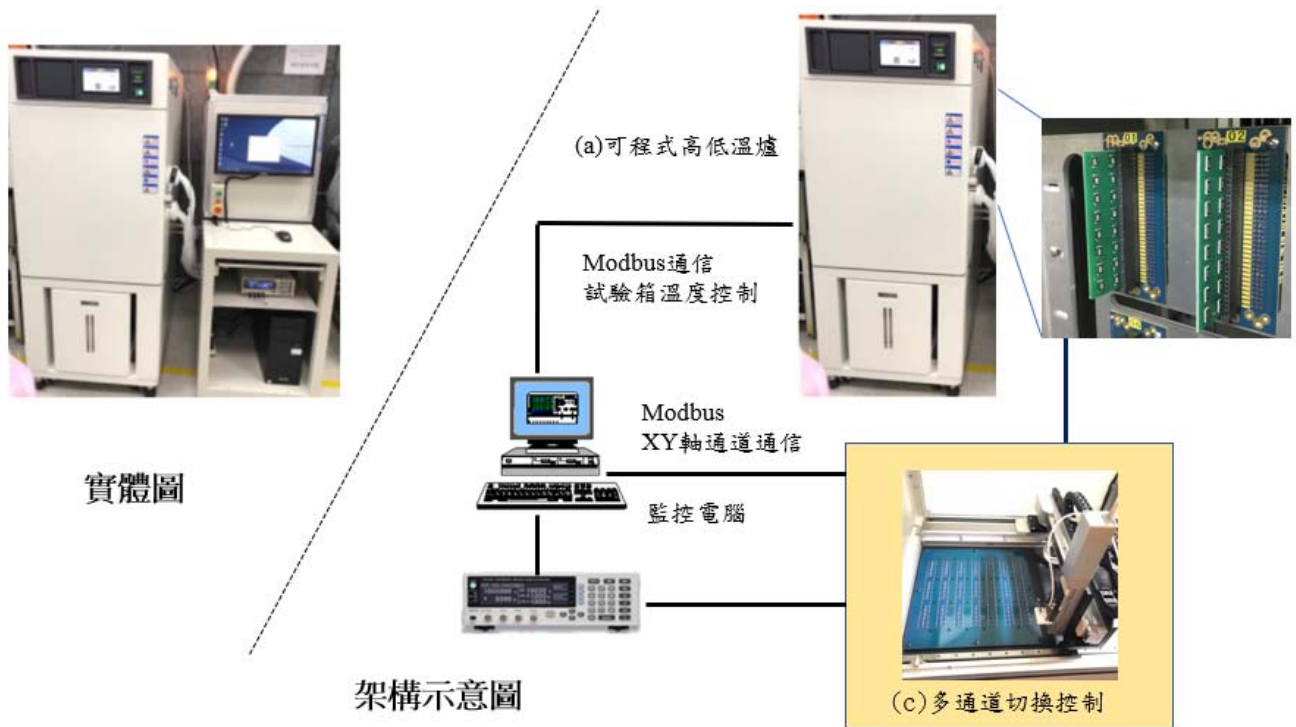 (a)可程式高低溫爐
01
02
Modbus通信
試驗箱溫度控制
Modbus
XY軸通道通信
監控電腦
實體圖
(c)多通道切換控制
架構示意圖